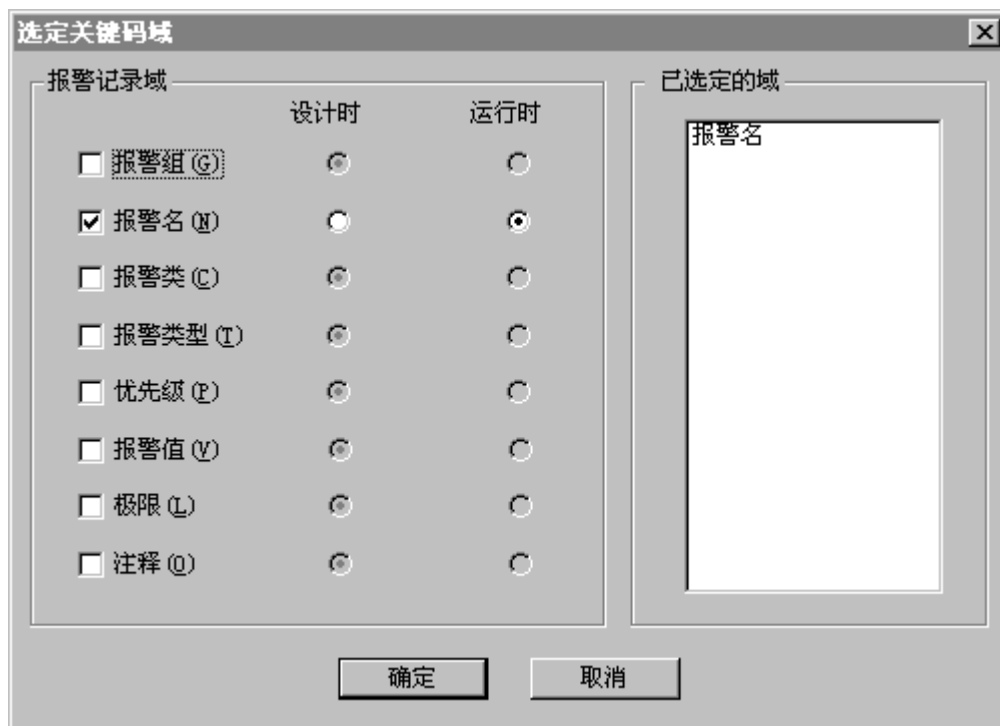 选定关键码域
报警记录域
设计时 运行时
报警组(G)
报警名(N)
报警类(C)
报警类型(T)
优先级(P)
报警值(V)
极限(L)
注释(O)
已选定的域
报警名
确定 取消